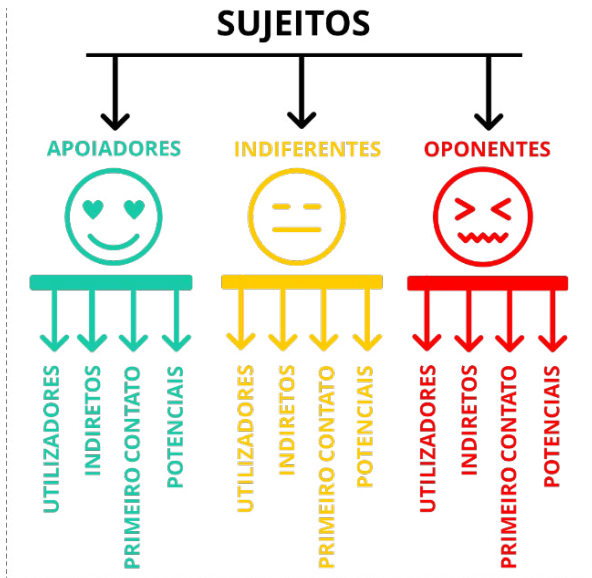 SUJEITOS
APOIADORES
INDIFERENTES
OPONENTES
UTILIZADORES
INDIRETOS
PRIMEIRO CONTATO
POTENCIAIS
UTILIZADORES
INDIRETOS
PRIMEIRO CONTATO
POTENCIAIS
UTILIZADORES
INDIRETOS
PRIMEIRO CONTATO
POTENCIAIS